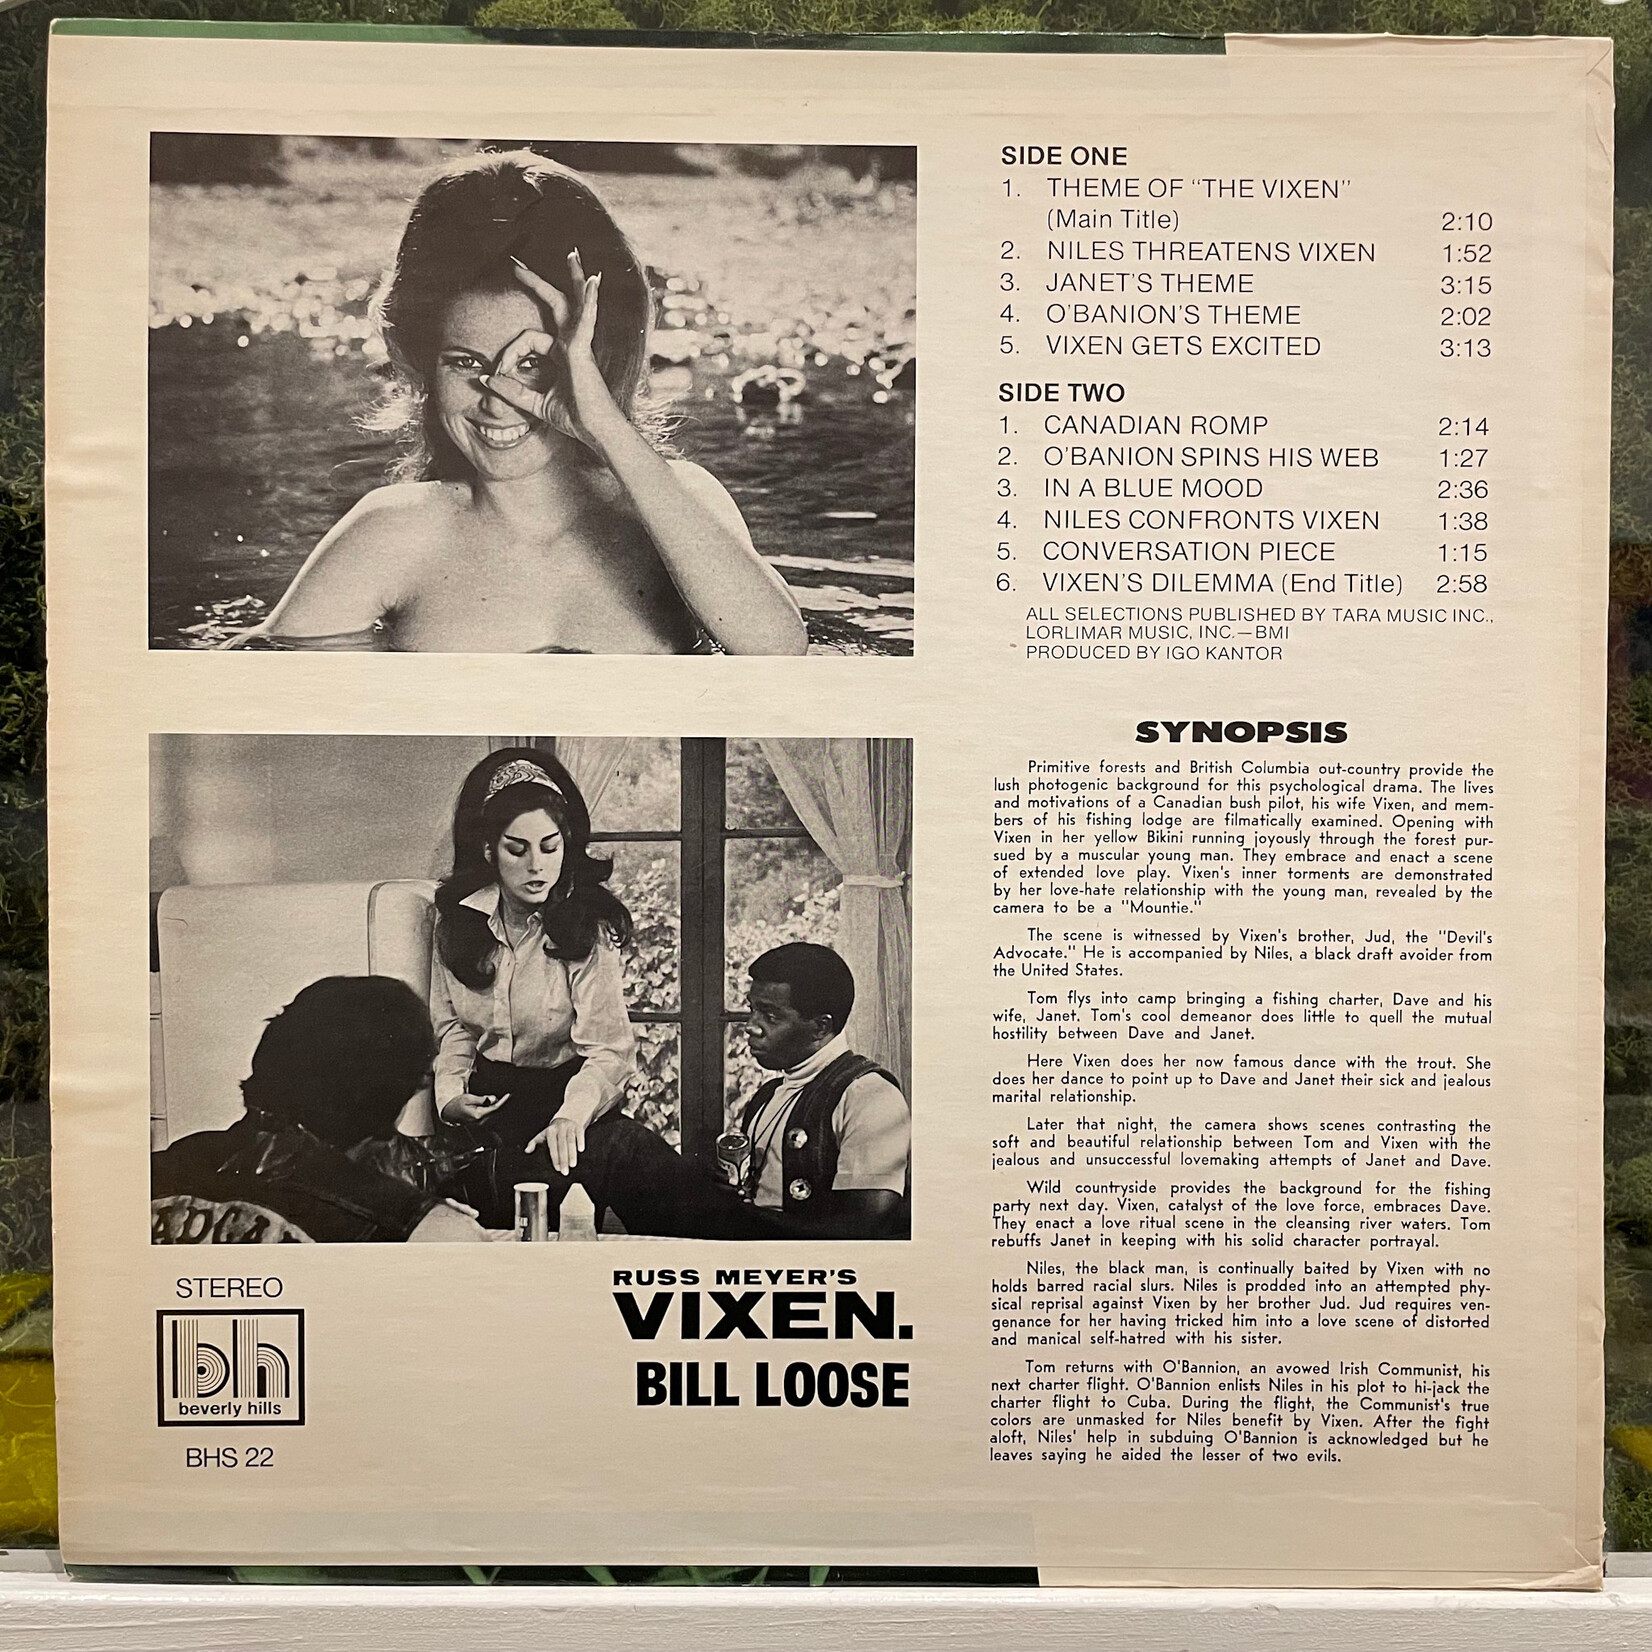 SIDE ONE
1. THEME OF "THE VIXEN"
(Main Title) 2:10
2. NILES THREATENS VIXEN 1:52
3. JANET'S THEME 3:15
4. O'BANION'S THEME 2:02
5. VIXEN GETS EXCITED 3:13
SIDE TWO
1. CANADIAN ROMP 2:14
2. O'BANION SPINS HIS WEB 1:27
3. IN A BLUE MOOD 2:36
4. NILES CONFRONTS VIXEN 1:38
5. CONVERSATION PIECE 1:15
6. VIXEN'S DILEMMA (End Title) 2:58
ALL SELECTIONS PUBLISHED BY TARA MUSIC INC.,
LORLIMAR MUSIC, INC.—BMI
PRODUCED BY IGO KANTOR
SYNOPSIS
Primitive forests and British Columbia out-country provide the
lush photogenic background for this psychological drama. The lives
and motivations of a Canadian bush pilot, his wife Vixen, and mem-
bers of his fishing lodge are filmatically examined. Opening with
Vixen in her yellow Bikini running joyously through the forest pur-
sued by a muscular young man. They embrace and enact a scene
of extended love play. Vixen's inner torments are demonstrated
by her love-hate relationship with the young man, revealed by the
camera to be a "Mountie."
The scene is witnessed by Vixen's brother, Jud, the "Devil's
Advocate." He is accompanied by Niles, a black draft avoider from
the United States.
Tom flys into camp bringing a fishing charter, Dave and his
wife, Janet. Tom's cool demeanor does little to quell the mutual
hostility between Dave and Janet.
Here Vixen does her now famous dance with the trout. She
does her dance to point up to Dave and Janet their sick and jealous
marital relationship.
Later that night, the camera shows scenes contrasting the
soft and beautiful relationship between Tom and Vixen with the
jealous and unsuccessful lovemaking attempts of Janet and Dave.
Wild countryside provides the background for the fishing
party next day. Vixen, catalyst of the love force, embraces Dave.
They enact a love ritual scene in the cleansing river waters. Tom
rebuffs Janet in keeping with his solid character portrayal.
Niles, the black man, is continually baited by Vixen with no
holds barred racial slurs. Niles is prodded into an attempted phy-
sical reprisal against Vixen by her brother Jud. Jud requires ven-
genance for her having tricked him into a love scene of distorted
and manical self-hatred with his sister.
Tom returns with O'Bannion, an avowed Irish Communist, his
next charter flight. O'Bannion enlists Niles in his plot to hi-jack the
charter flight to Cuba. During the flight, the Communist's true
colors are unmasked for Niles benefit by Vixen. After the fight
aloft, Niles' help in subduing O'Bannion is acknowledged but he
leaves saying he aided the lesser of two evils.
ADCA
STEREO
bh
beverly hills
BHS 22
RUSS MEYER'S
VIXEN.
BILL LOOSE